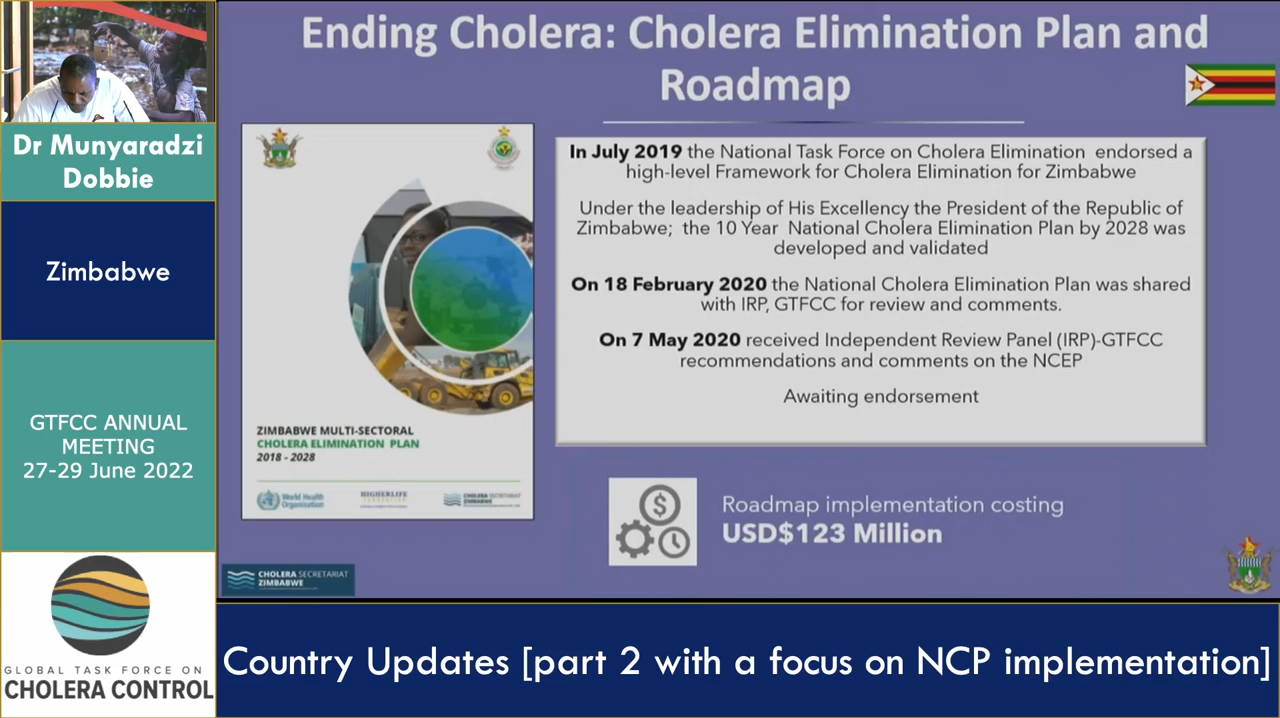 Dr Munyaradzi
Dobbie
Zimbabwe
GTFCC ANNUAL
MEETING
27-29 June 2022
GLOBAL TASK FORCE ON
CHOLERA CONTROL
Ending Cholera: Cholera Elimination Plan and
Roadmap
ZIMBABWE MULTI-SECTORAL
CHOLERA ELIMINATION PLAN
2018 - 2028
World Health
Organization
HIGHERLIFE
CHOLERA SECRETARIAT
ZIMBABWE
In July 2019 the National Task Force on Cholera Elimination endorsed a
high-level Framework for Cholera Elimination for Zimbabwe
Under the leadership of His Excellency the President of the Republic of
Zimbabwe; the 10 Year National Cholera Elimination Plan by 2028 was
developed and validated
On 18 February 2020 the National Cholera Elimination Plan was shared
with IRP, GTFCC for review and comments.
On 7 May 2020 received Independent Review Panel (IRP)-GTFCC
recommendations and comments on the NCEP
Awaiting endorsement
Roadmap implementation costing
USD$123 Million
CHOLERA SECRETARIAT
ZIMBABWE
Country Updates [part 2 with a focus on NCP implementation]